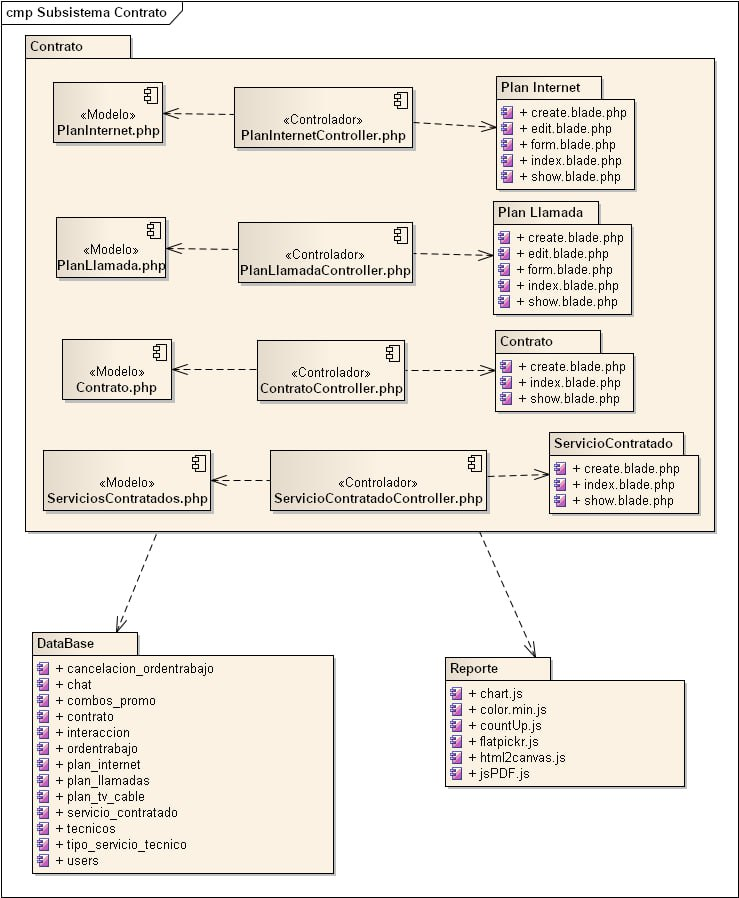 cmp Subsistema Contrato
Contrato
«Modelo»
PlanInternet.php
«Controlador»
PlanInternetController.php
Plan Internet
+ create.blade.php
+ edit.blade.php
+ form.blade.php
+ index.blade.php
+ show.blade.php
«Modelo»
PlanLlamada.php
«Controlador»
PlanLlamadaController.php
Plan Llamada
+ create.blade.php
+ edit.blade.php
+ form.blade.php
+ index.blade.php
+ show.blade.php
«Modelo»
Contrato.php
«Controlador»
ContratoController.php
Contrato
+ create.blade.php
+ index.blade.php
+ show.blade.php
«Modelo»
ServiciosContratados.php
«Controlador»
ServicioContratadoController.php
ServicioContratado
+ create.blade.php
+ index.blade.php
+ show.blade.php
DataBase
+ cancelacion_ordentrabajo
+ chat
+ combos_promo
+ contrato
+ interaccion
+ ordentrabajo
+ plan_internet
+ plan_llamadas
+ plan_tv_cable
+ servicio_contratado
+ tecnicos
+ tipo_servicio_tecnico
+ users
Reporte
+ chart.js
+ color.min.js
+ countUp.js
+ flatpickr.js
+ html2canvas.js
+ jsPDF.js